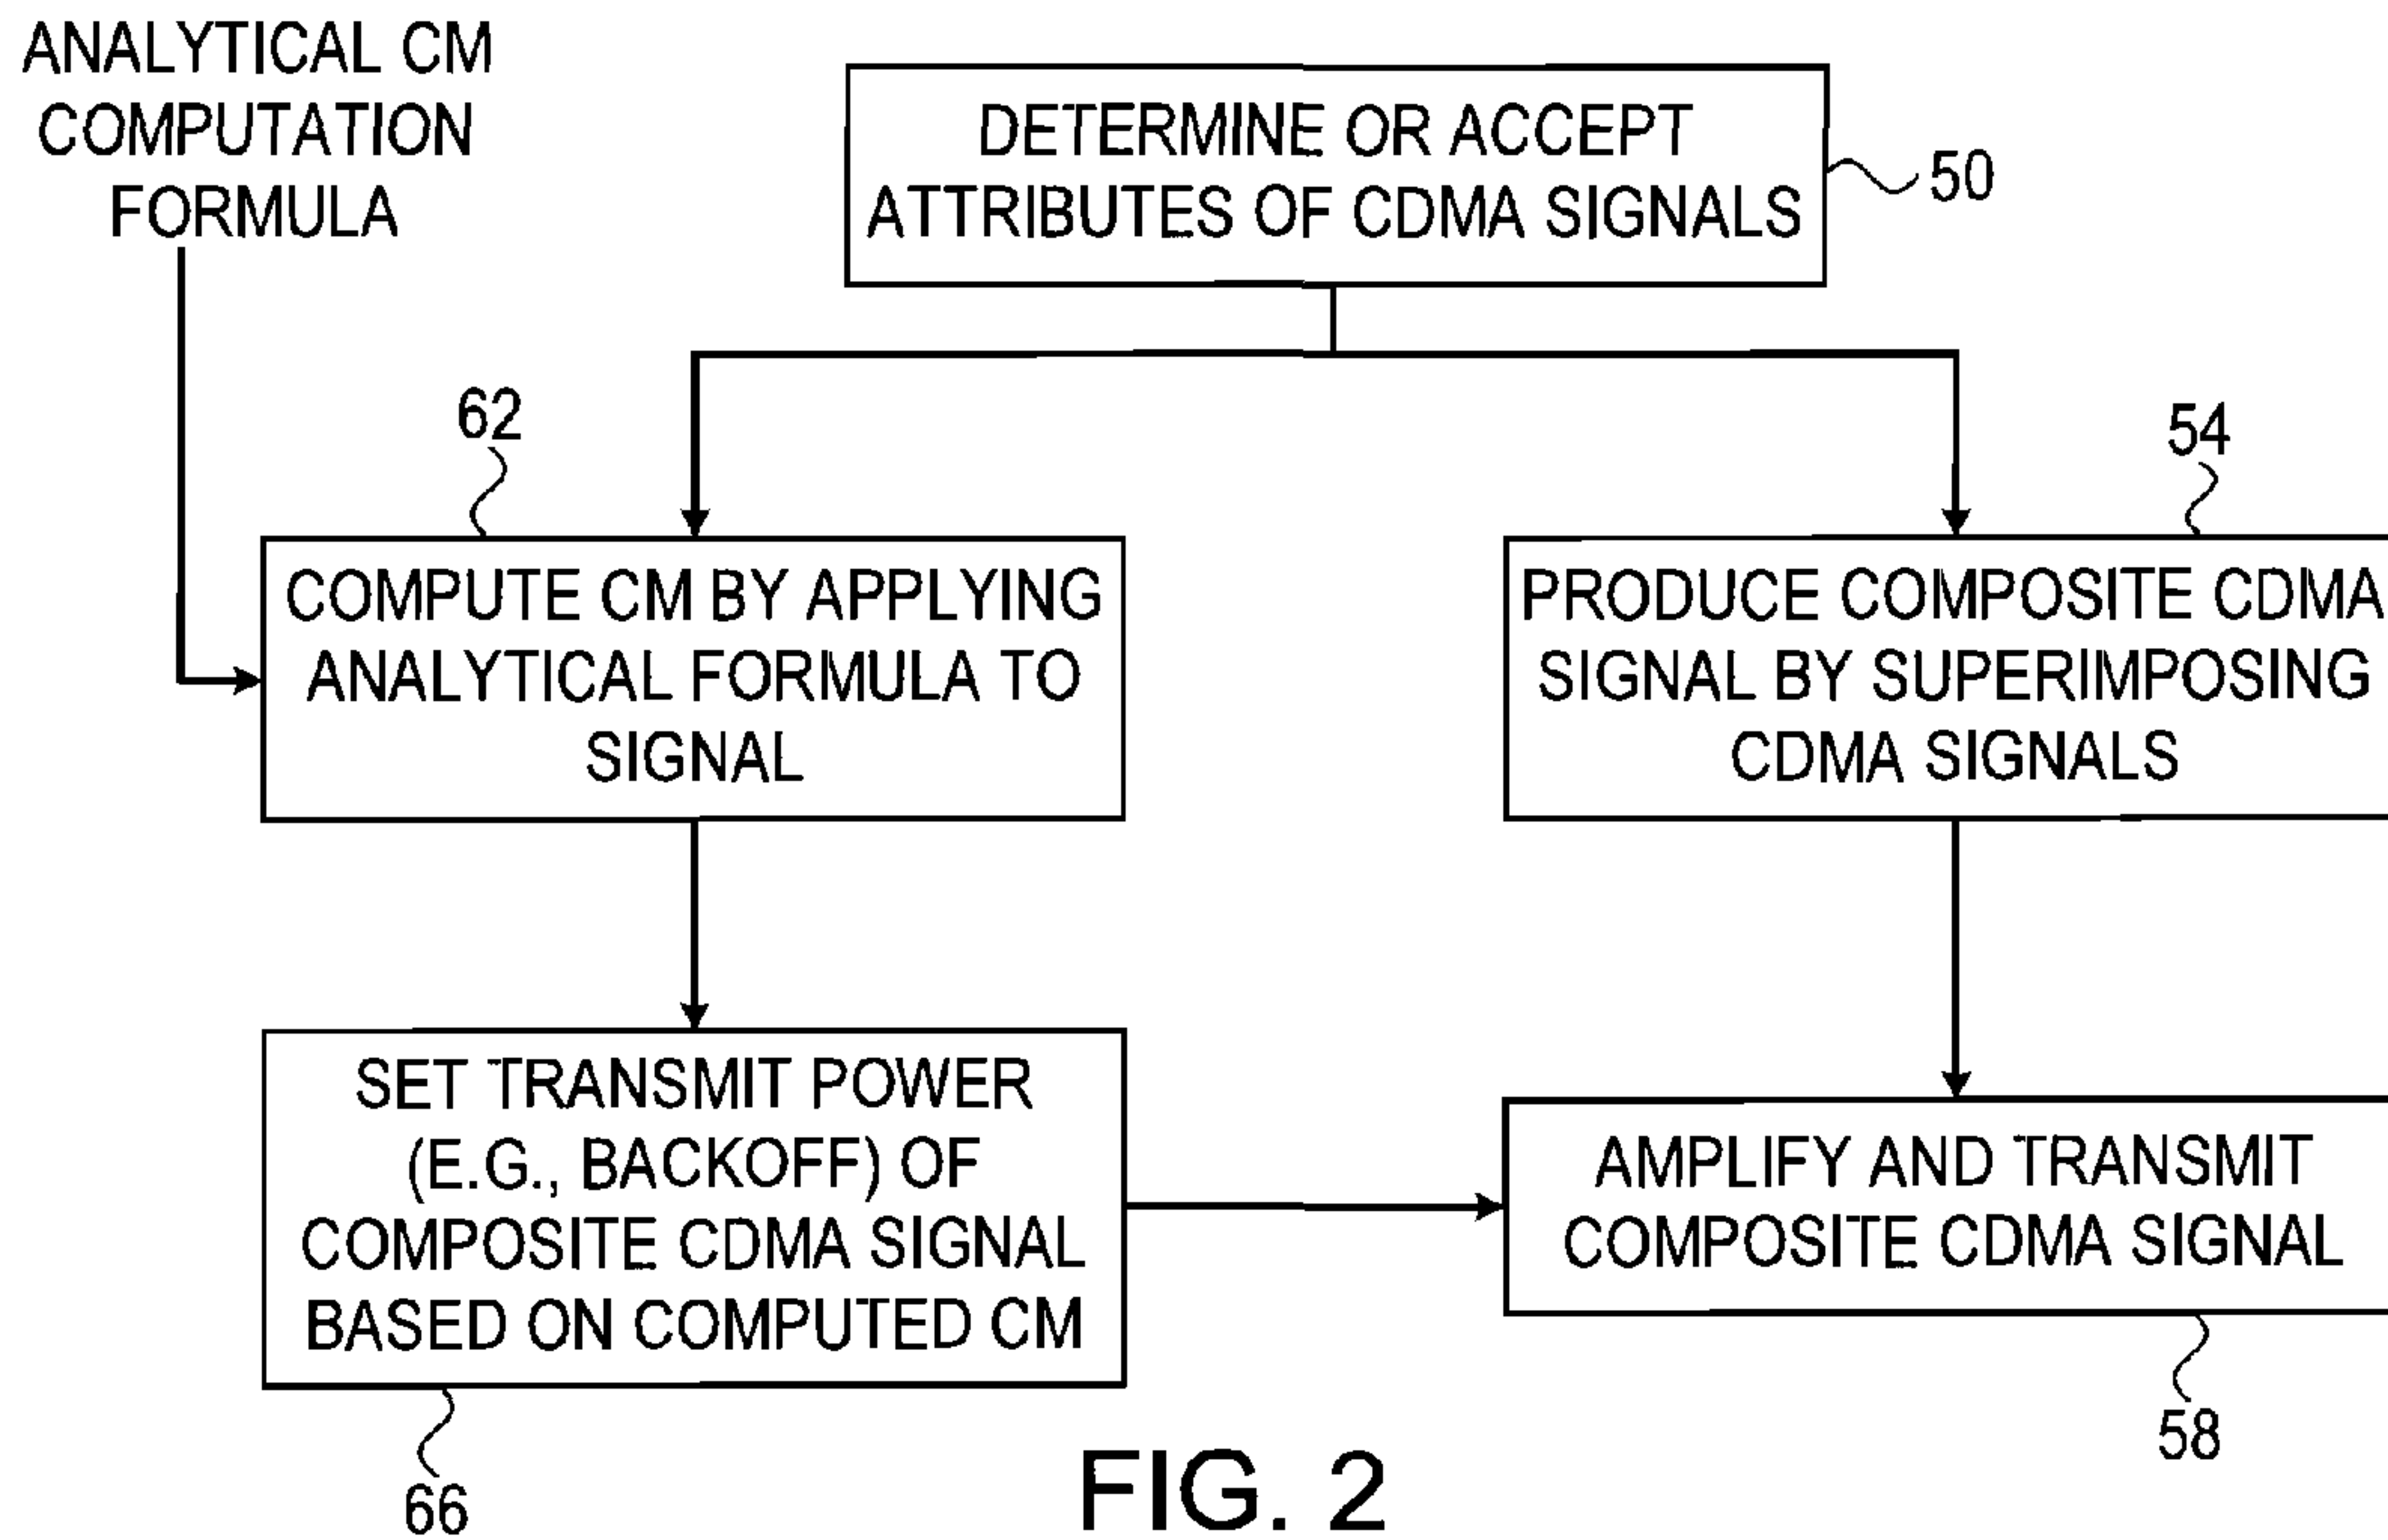 ANALYTICAL CM
COMPUTATION
FORMULA
DETERMINE OR ACCEPT
ATTRIBUTES OF CDMA SIGNALS
50
62
54
COMPUTE CM BY APPLYING
ANALYTICAL FORMULA TO
SIGNAL
PRODUCE COMPOSITE CDMA
SIGNAL BY SUPERIMPOSING
CDMA SIGNALS
SET TRANSMIT POWER
(E.G., BACKOFF) OF
COMPOSITE CDMA SIGNAL
BASED ON COMPUTED CM
AMPLIFY AND TRANSMIT
COMPOSITE CDMA SIGNAL
58
66
FIG. 2